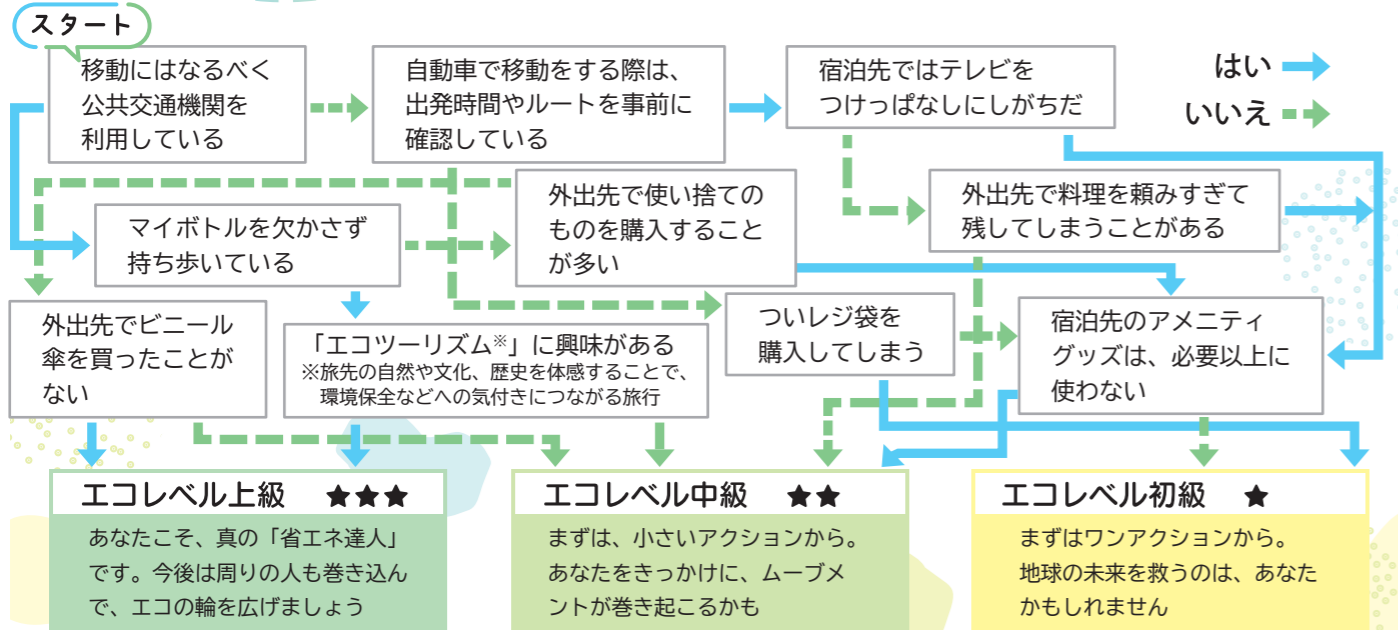 スタート
移動にはなるべく
公共交通機関を
利用している
自動車で移動をする際は、
出発時間やルートを事前に
確認している
宿泊先ではテレビを
つけっぱなしにしがちだ
はい
いいえ
マイボトルを欠かさず
持ち歩いている
外出先で使い捨ての
ものを購入すること
が多い
外出先で料理を頼みすぎて
残してしまうことがある
外出先でビニール
傘を買ったことが
ない
「エコツーリズム※」に興味がある
※旅先の自然や文化、歴史を体感することで、
環境保全などへの気付きにつながる旅行
ついレジ袋を
購入してしまう
宿泊先のアメニティ
グッズは、必要以上に
使わない
エコレベル上級 ★★★
あなたこそ、真の「省エネ達人」
です。今後は周りの人も巻き込ん
で、エコの輪を広げましょう
エコレベル中級 ★★
まずは、小さいアクションから。
あなたをきっかけに、ムーブメ
ントが巻き起こるかも
エコレベル初級 ★
まずはワンアクションから。
地球の未来を救うのは、あなた
かもしれません